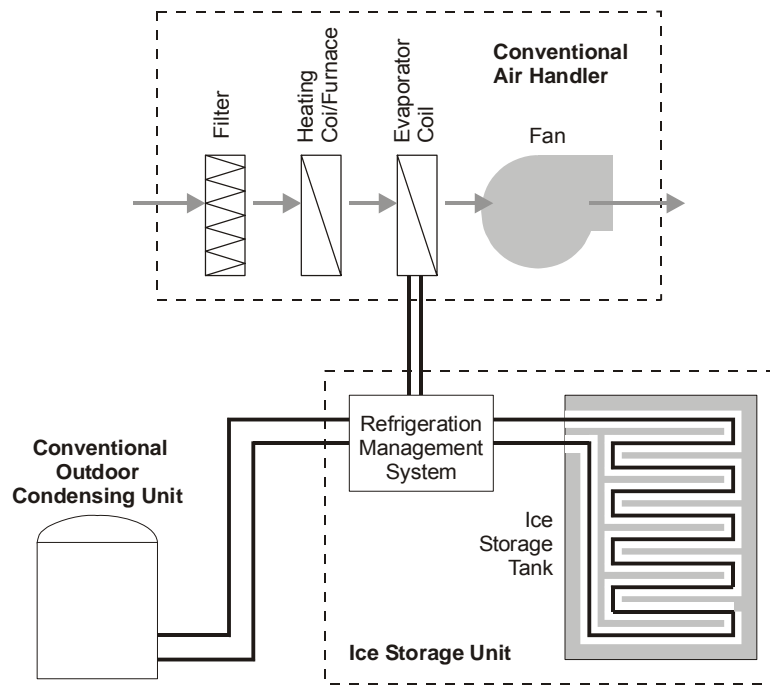 Conventional
Air Handler
Filter
Heating
Coi/Furnace
Evaporator
Coil
Fan
Refrigeration
Management
System
Conventional
Outdoor
Condensing Unit
Ice
Storage
Tank
Ice Storage Unit